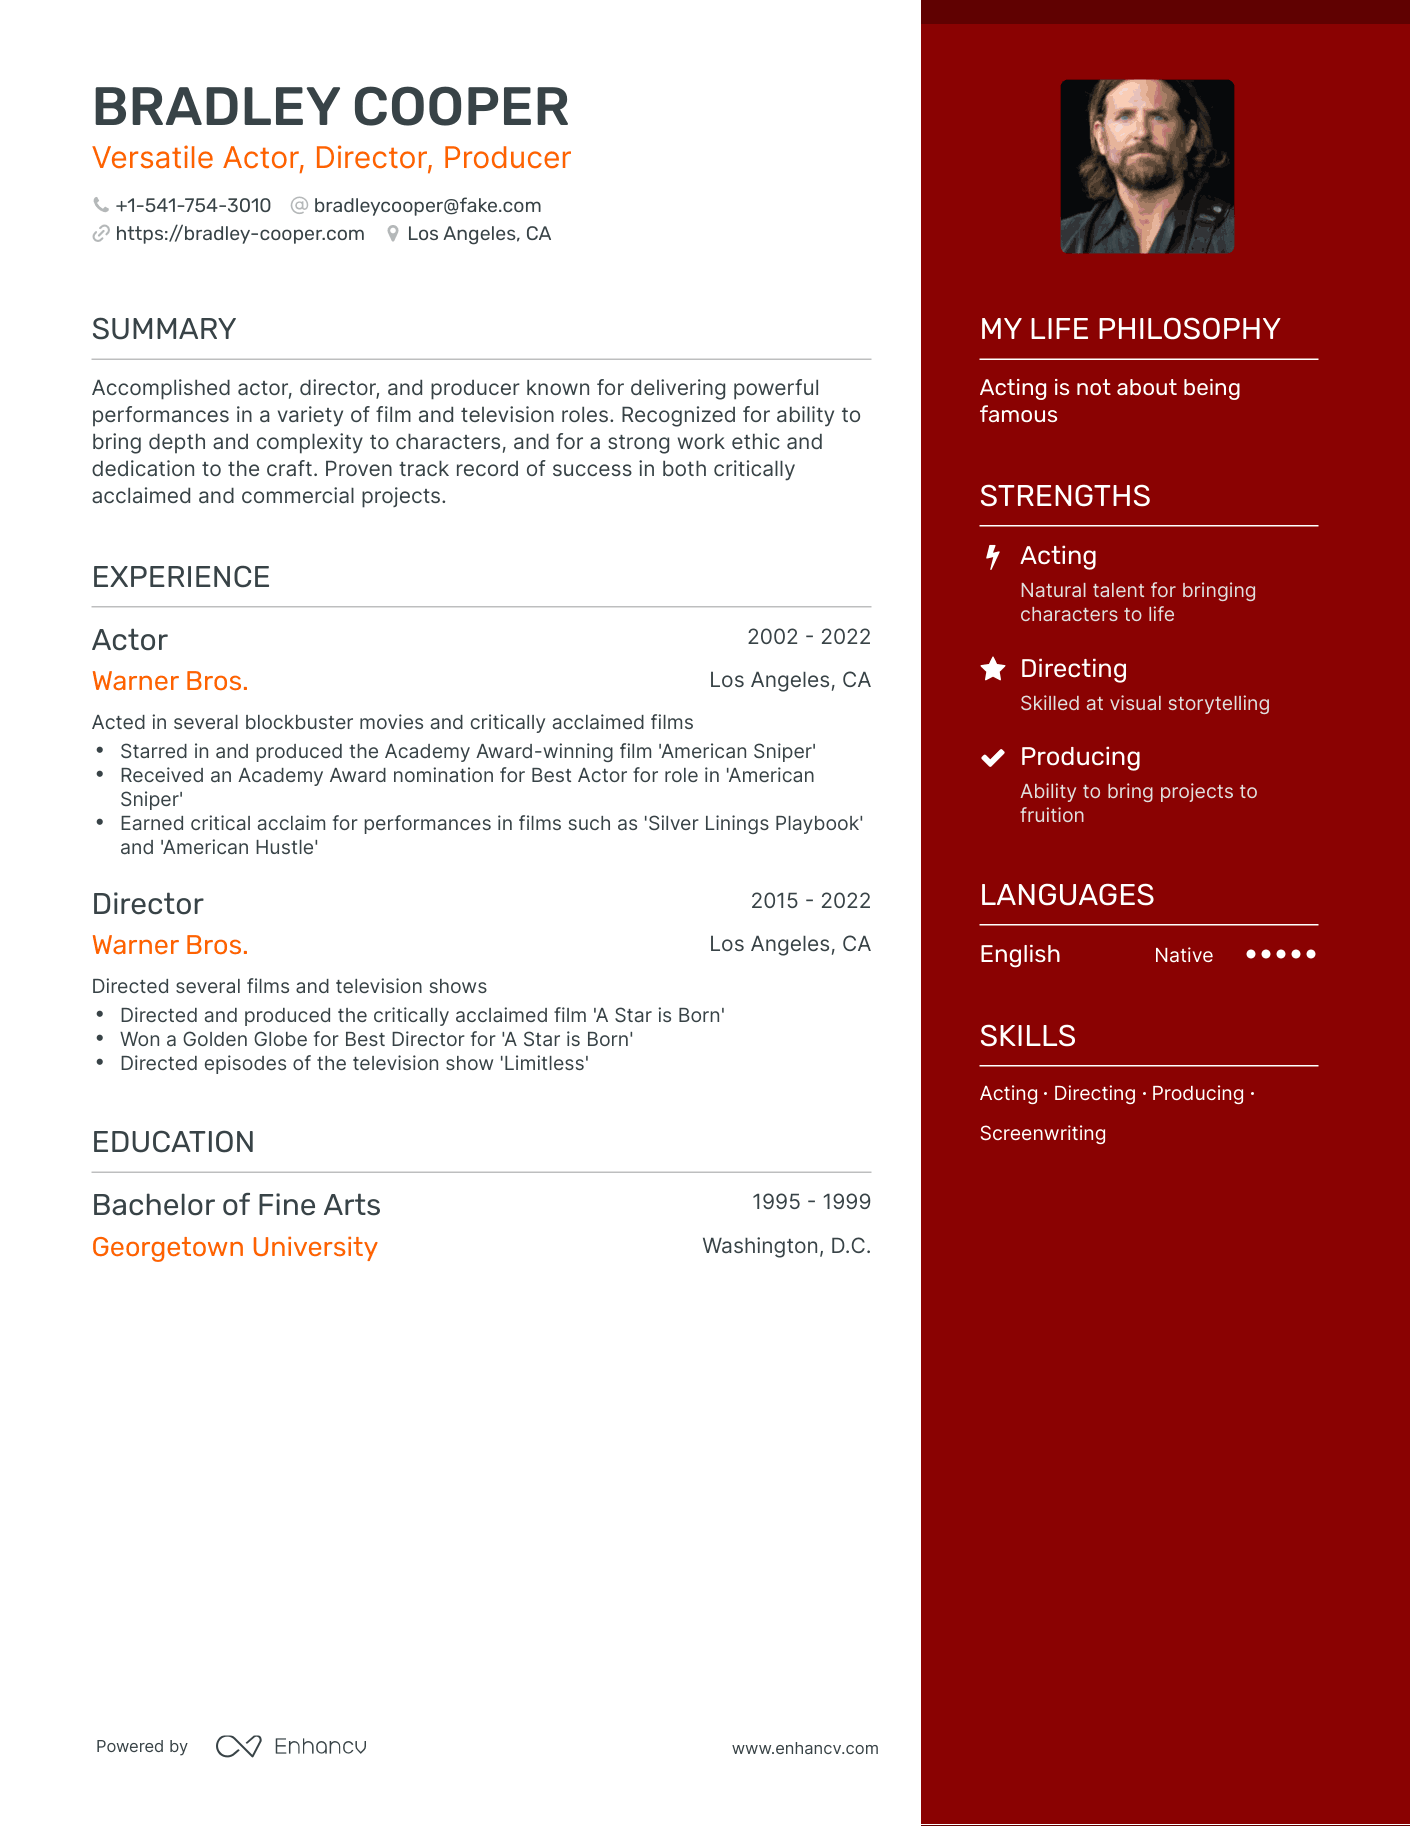 BRADLEY COOPER
Versatile Actor, Director, Producer
+1-541-754-3010 @ bradleycooper@fake.com
https://bradley-cooper.com Los Angeles, CA
SUMMARY
Accomplished actor, director, and producer known for delivering powerful
performances in a variety of film and television roles. Recognized for ability to
bring depth and complexity to characters, and for a strong work ethic and
dedication to the craft. Proven track record of success in both critically
acclaimed and commercial projects.
EXPERIENCE
Actor 2002 - 2022
Warner Bros. Los Angeles, CA
Acted in several blockbuster movies and critically acclaimed films
• Starred in and produced the Academy Award-winning film 'American Sniper'
• Received an Academy Award nomination for Best Actor for role in 'American
Sniper'
• Earned critical acclaim for performances in films such as 'Silver Linings Playbook'
and 'American Hustle'
Director 2015 - 2022
Warner Bros. Los Angeles, CA
Directed several films and television shows
• Directed and produced the critically acclaimed film 'A Star is Born'
• Won a Golden Globe for Best Director for 'A Star is Born'
• Directed episodes of the television show 'Limitless'
EDUCATION
Bachelor of Fine Arts 1995 - 1999
Georgetown University Washington, D.C.
MY LIFE PHILOSOPHY
Acting is not about being
famous
STRENGTHS
Acting
Natural talent for bringing
characters to life
Directing
Skilled at visual storytelling
Producing
Ability to bring projects to
fruition
LANGUAGES
English Native
SKILLS
Acting · Directing · Producing ·
Screenwriting
Powered by Enhancv www.enhancv.com